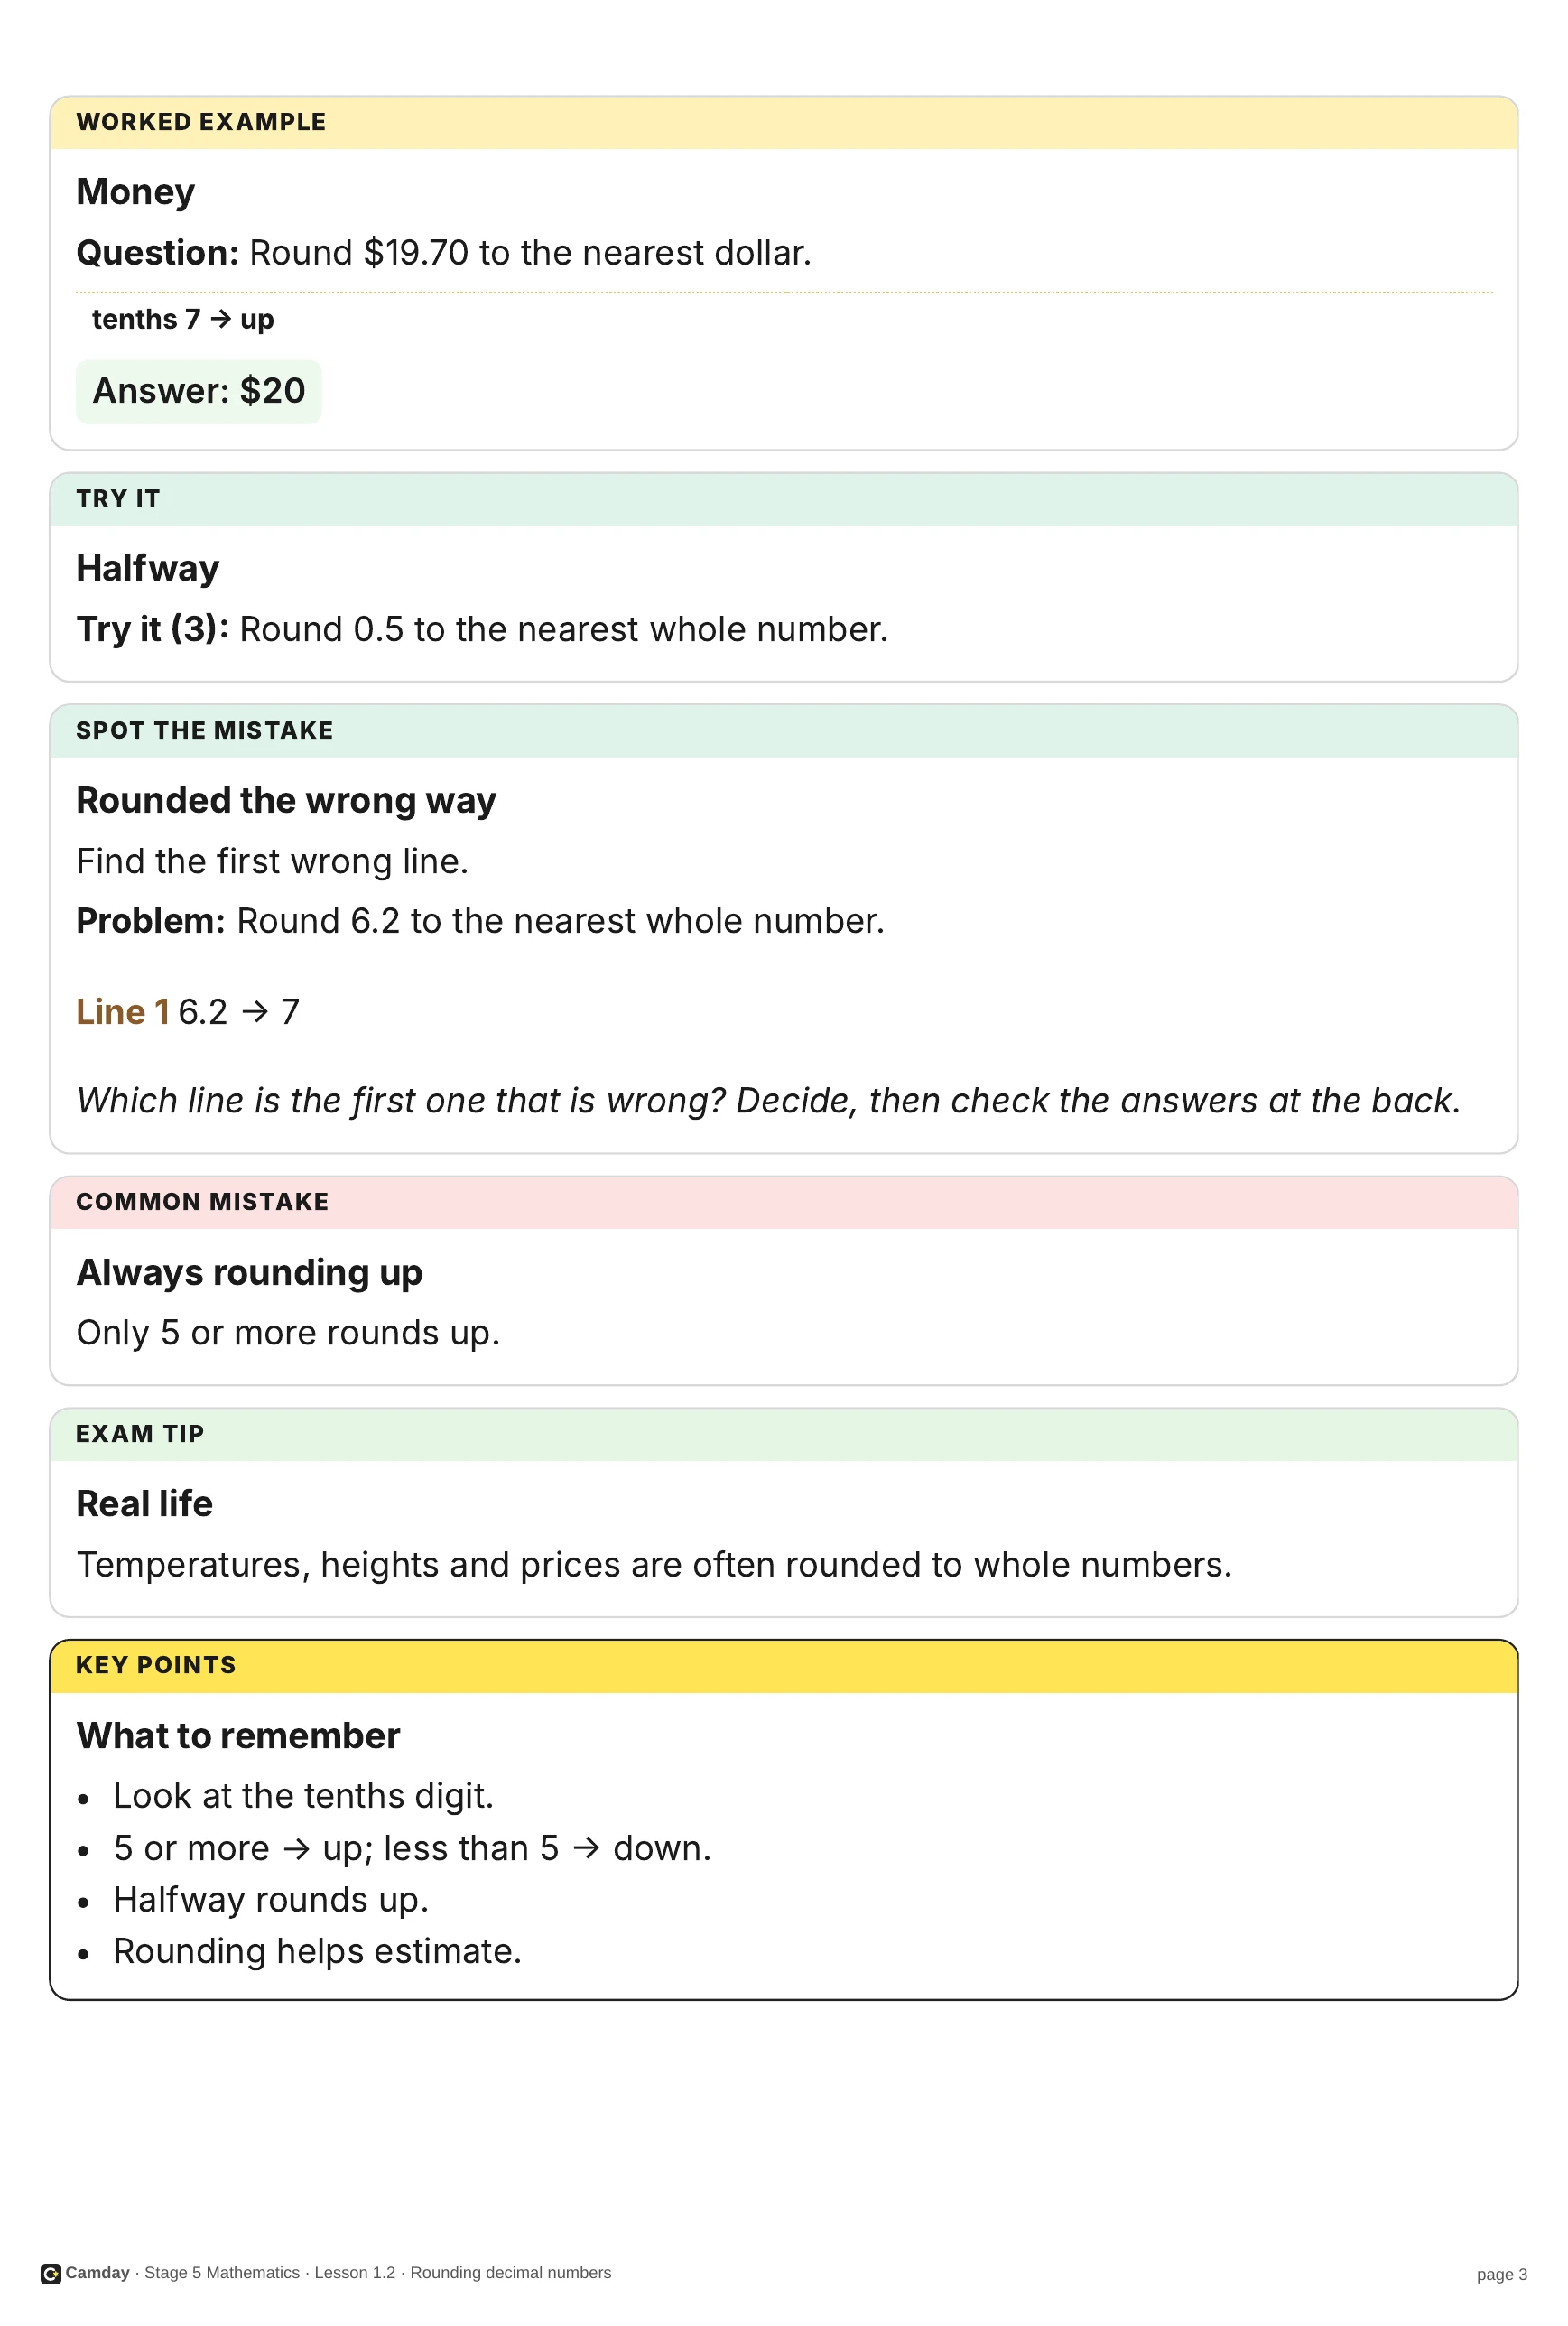 WORKED EXAMPLE
Money
Question: Round $19.70 to the nearest dollar.
tenths 7 → up
Answer: $20
TRY IT
Halfway
Try it (3): Round 0.5 to the nearest whole number.
SPOT THE MISTAKE
Rounded the wrong way
Find the first wrong line.
Problem: Round 6.2 to the nearest whole number.
Line 1 6.2 → 7
Which line is the first one that is wrong? Decide, then check the answers at the back.
COMMON MISTAKE
Always rounding up
Only 5 or more rounds up.
EXAM TIP
Real life
Temperatures, heights and prices are often rounded to whole numbers.
KEY POINTS
What to remember
• Look at the tenths digit.
• 5 or more → up; less than 5 → down.
• Halfway rounds up.
• Rounding helps estimate.
Camday · Stage 5 Mathematics · Lesson 1.2 · Rounding decimal numbers
page 3